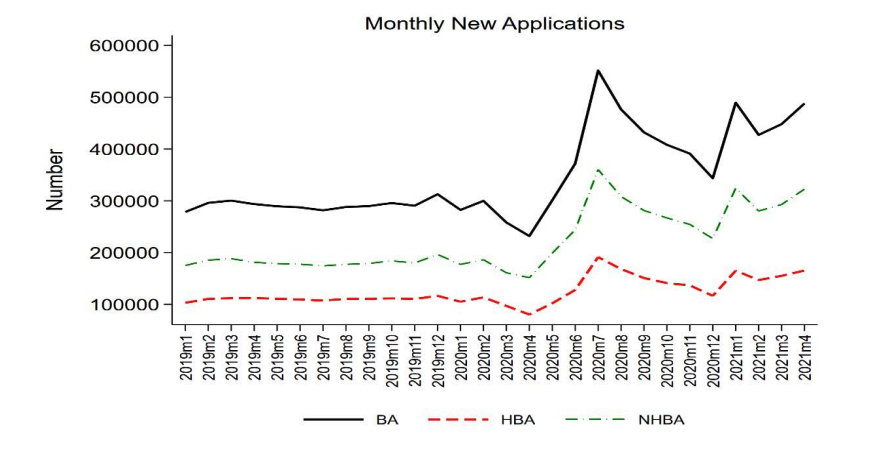 Monthly New Applications
600000
500000
400000
300000
200000
100000
Number
2019m1
2019m2
2019m3
2019m4
2019m5
2019m6
2019m7
2019m8
2019m9
2019m10
2019m11
2019m12
2020m1
2020m2
2020m3
2020m4
2020m5
2020m6
2020m7
2020m8
2020m9
2020m10
2020m11
2020m12
2021m1
2021m2
2021m3
2021m4
BA HBA NHBA